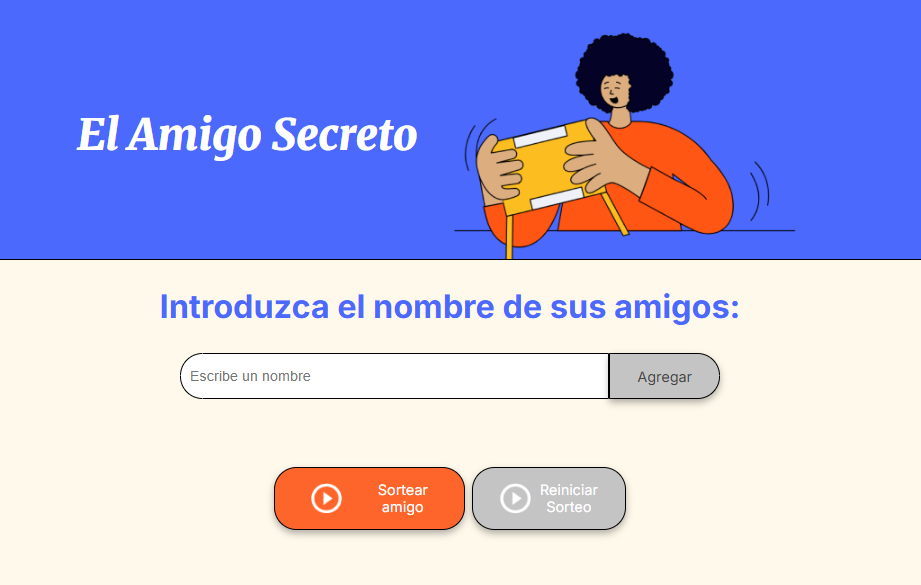 El Amigo Secreto
Introduzca el nombre de sus amigos:
Escribe un nombre
Agregar
Sortear
amigo
Reiniciar
Sorteo